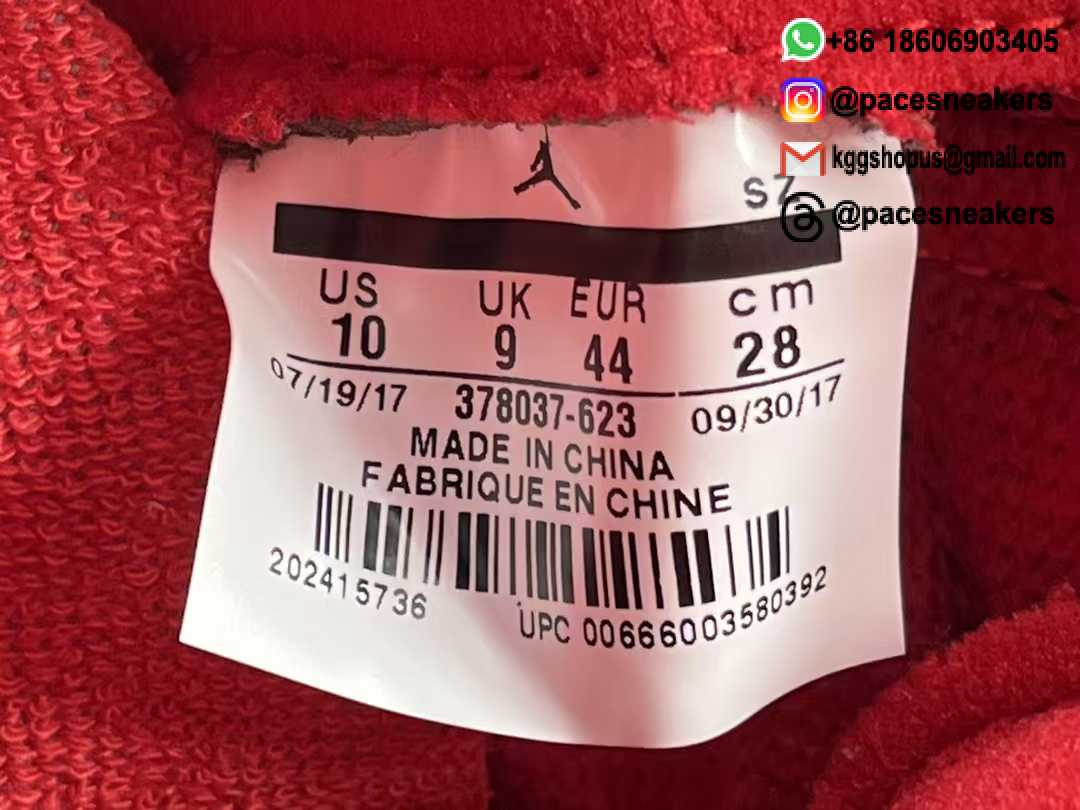 +86 18606903405
@pacesneakers
kggshopus@gmail.com
@pacesneakers
US UK EUR cm
10 9 44 28
07/19/17 378037-623 09/30/17
MADE IN CHINA
FABRIQUE EN CHINE
202415736
UPC 00666003580392